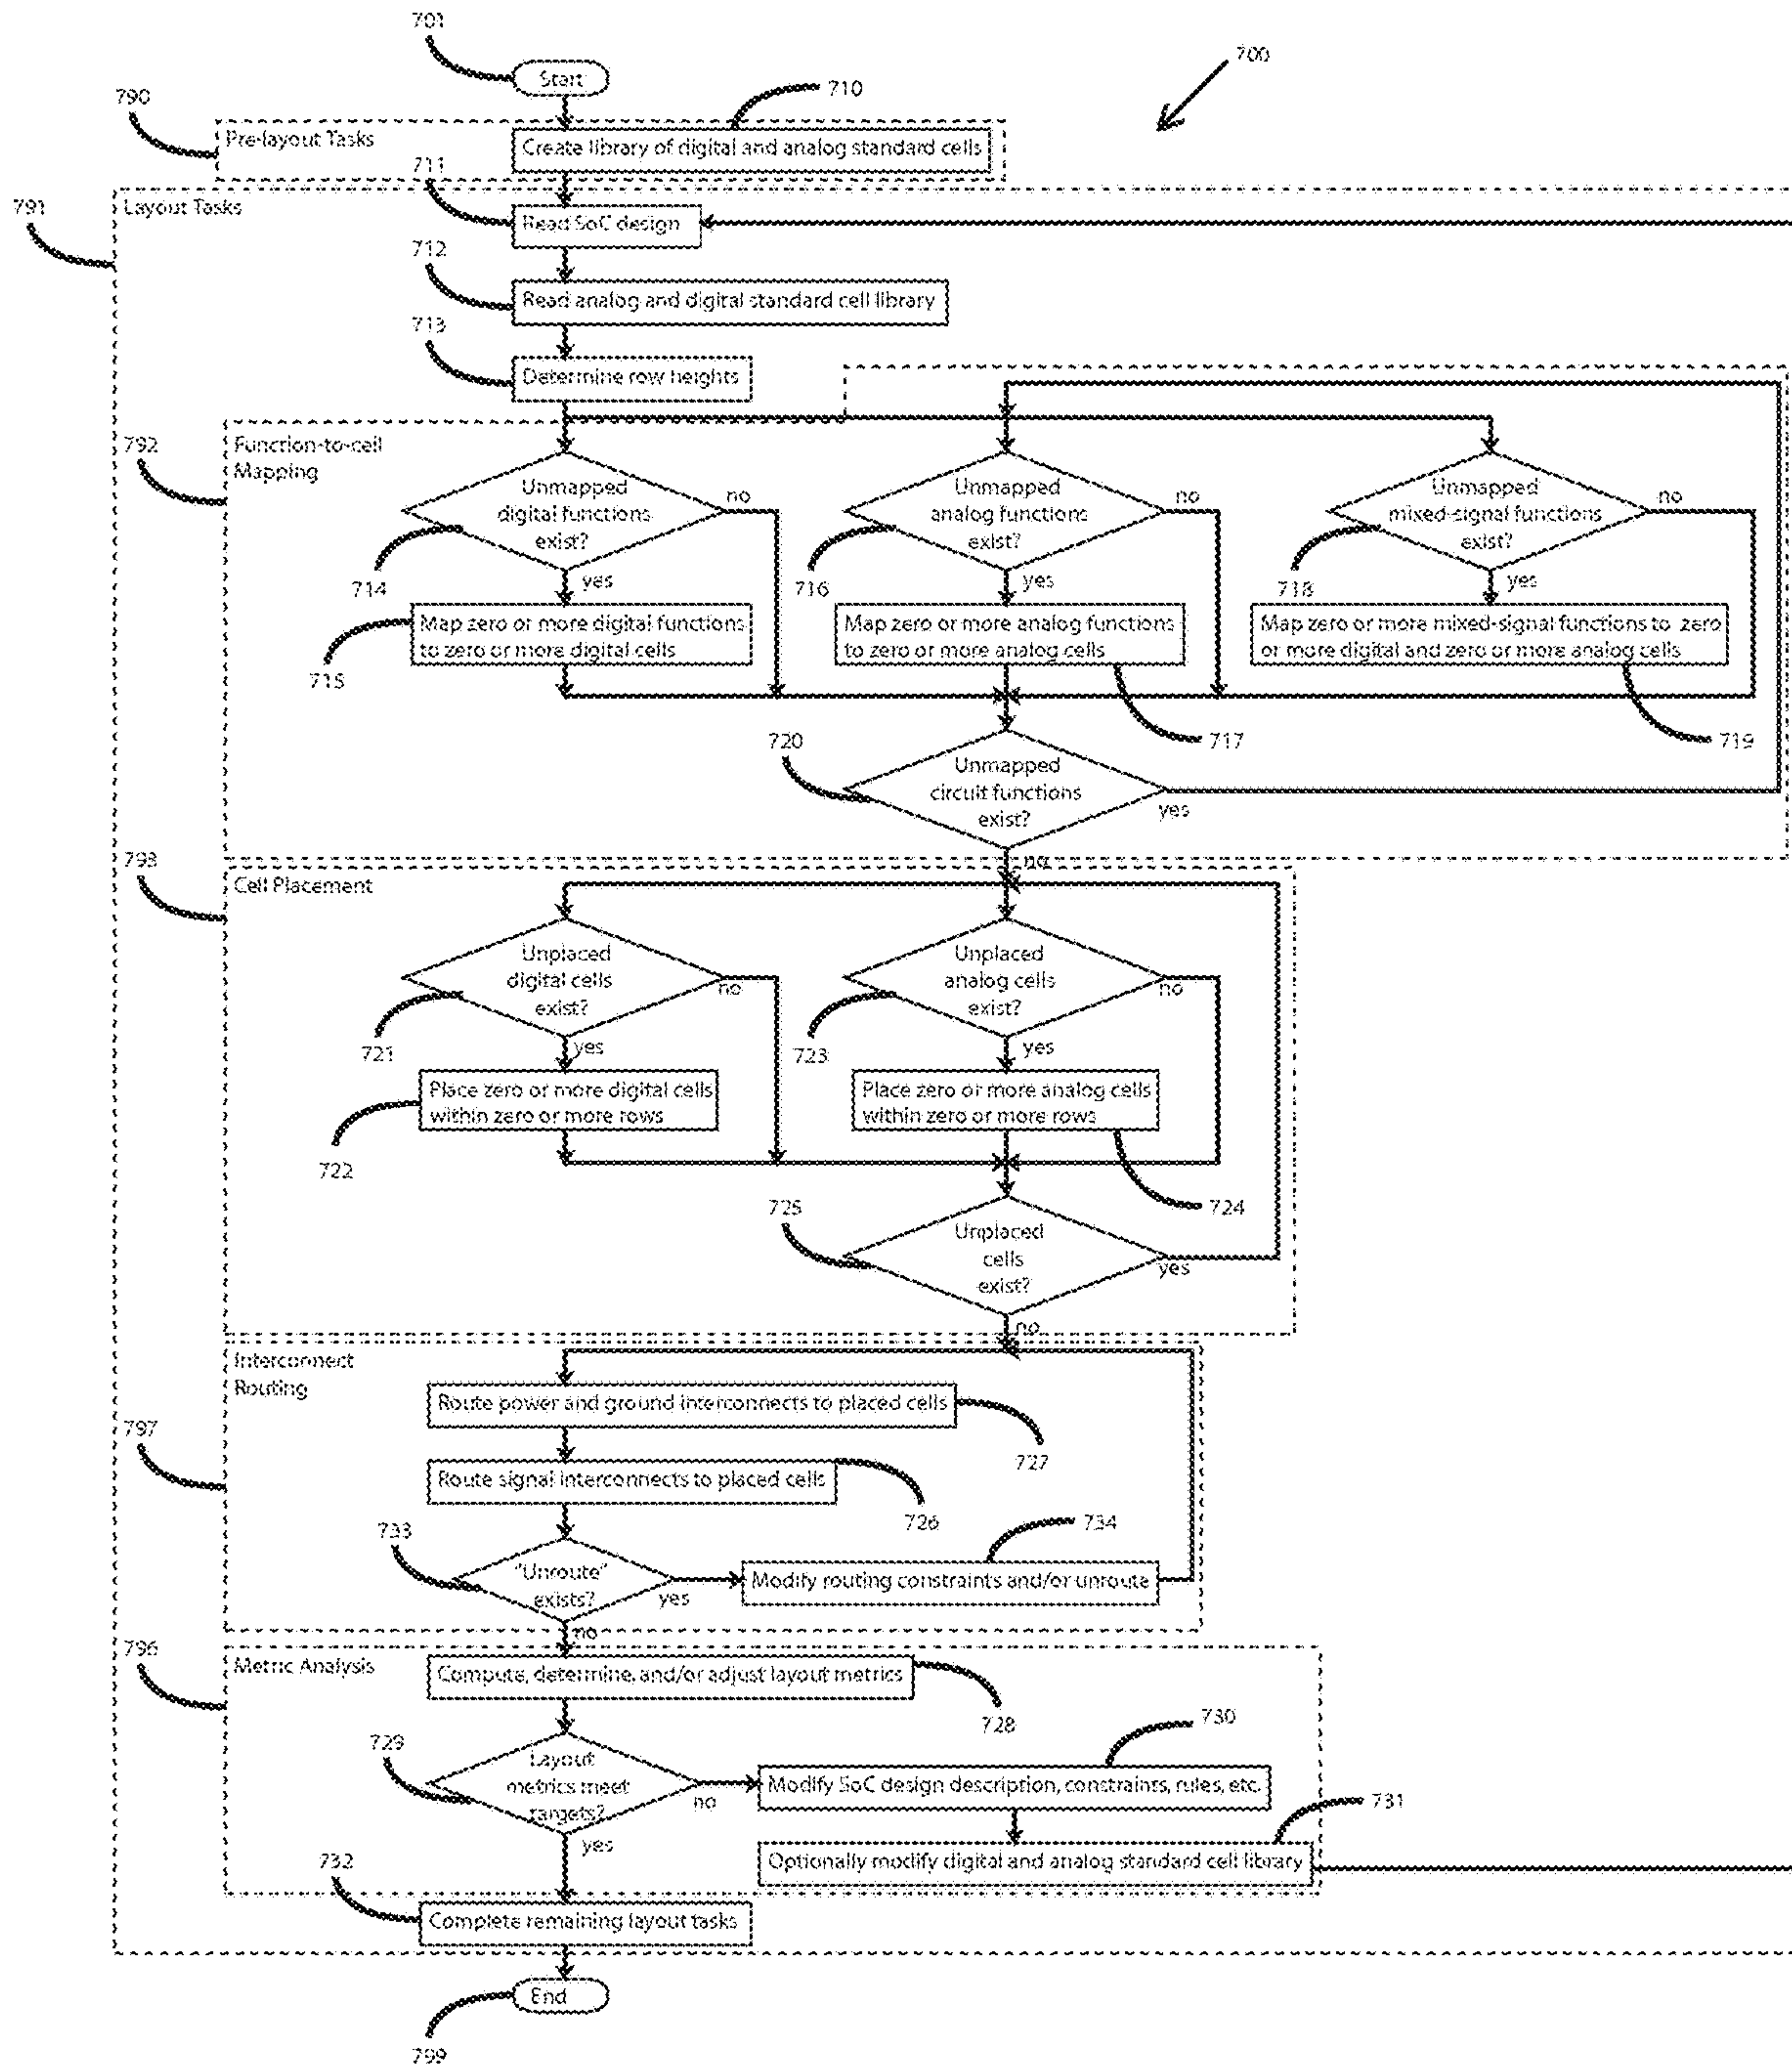 701
Start
700
790
710
Pre-layout Tasks
Create library of digital and analog standard cells
711
791
Layout Tasks
Read SoC design
712
Read analog and digital standard cell library
713
Determine row heights
792
Function-to-cell
Mapping
Unmapped
digital functions
exist?
no
Unmapped
analog functions
exist?
no
Unmapped
mixed-signal functions
exist?
no
714
yes
716
yes
718
yes
Map zero or more digital functions
to zero or more digital cells
Map zero or more analog functions
to zero or more analog cells
Map zero or more mixed-signal functions to zero
or more digital and zero or more analog cells
715
717
719
720
Unmapped
circuit functions
exist?
yes
no
793
Cell Placement
Unplaced
digital cells
exist?
no
Unplaced
analog cells
exist?
no
721
yes
723
yes
Place zero or more digital cells
within zero or more rows
Place zero or more analog cells
within zero or more rows
722
724
725
Unplaced
cells
exist?
yes
no
Interconnect
Routing
Route power and ground interconnects to placed cells
797
727
Route signal interconnects to placed cells
726
733
734
"Unroute"
exists?
yes
Modify routing constraints and/or unroute
no
796
Metric Analysis
Compute, determine, and/or adjust layout metrics
728
729
730
Layout
metrics meet
targets?
no
Modify SoC design description, constraints, rules, etc.
731
yes
Optionally modify digital and analog standard cell library
732
Complete remaining layout tasks
End
799